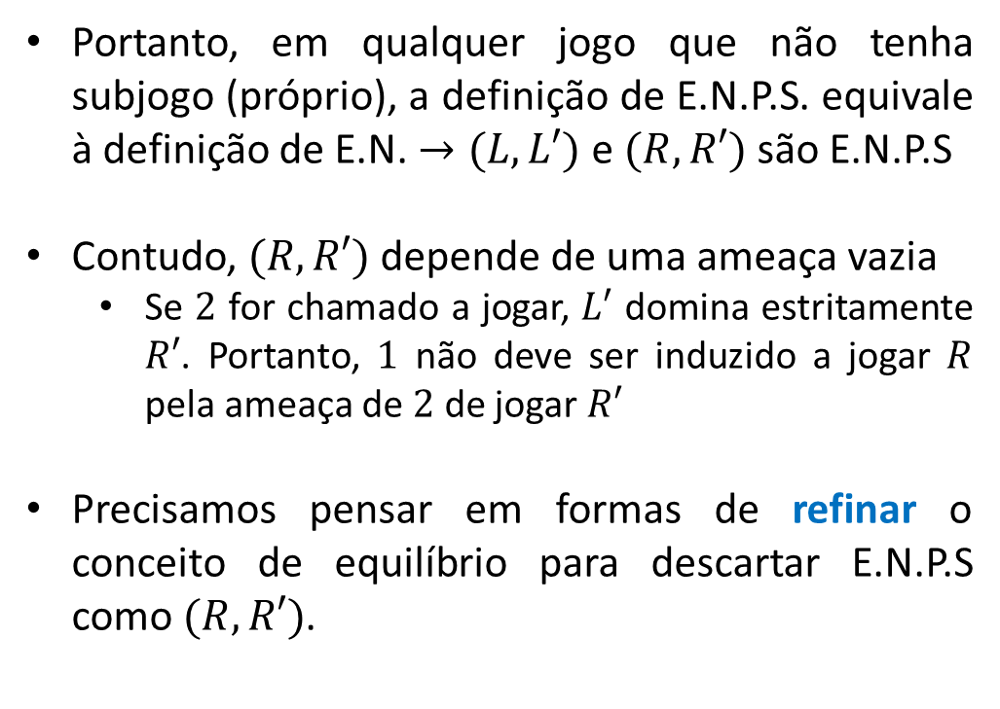 • Portanto, em qualquer jogo que não tenha
subjogo (próprio), a definição de E.N.P.S. equivale
à definição de E.N. → (L, L′) e (R, R′) são E.N.P.S
• Contudo, (R, R′) depende de uma ameaça vazia
• Se 2 for chamado a jogar, L′ domina estritamente
R′. Portanto, 1 não deve ser induzido a jogar R
pela ameaça de 2 de jogar R′
• Precisamos pensar em formas de refinar o
conceito de equilíbrio para descartar E.N.P.S
como (R, R′).